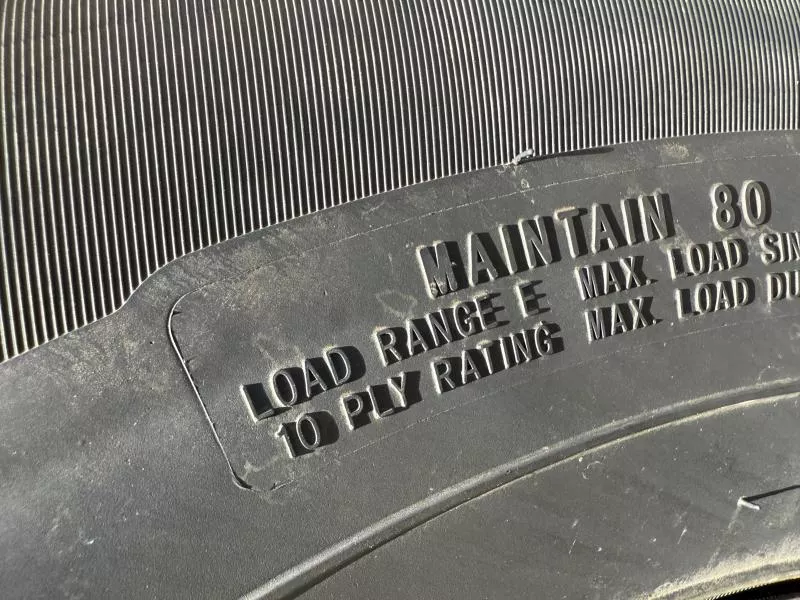 MAINTAIN 80
LOAD RANGE E MAX. LOAD SIN
10 PLY RATING MAX. LOAD DU